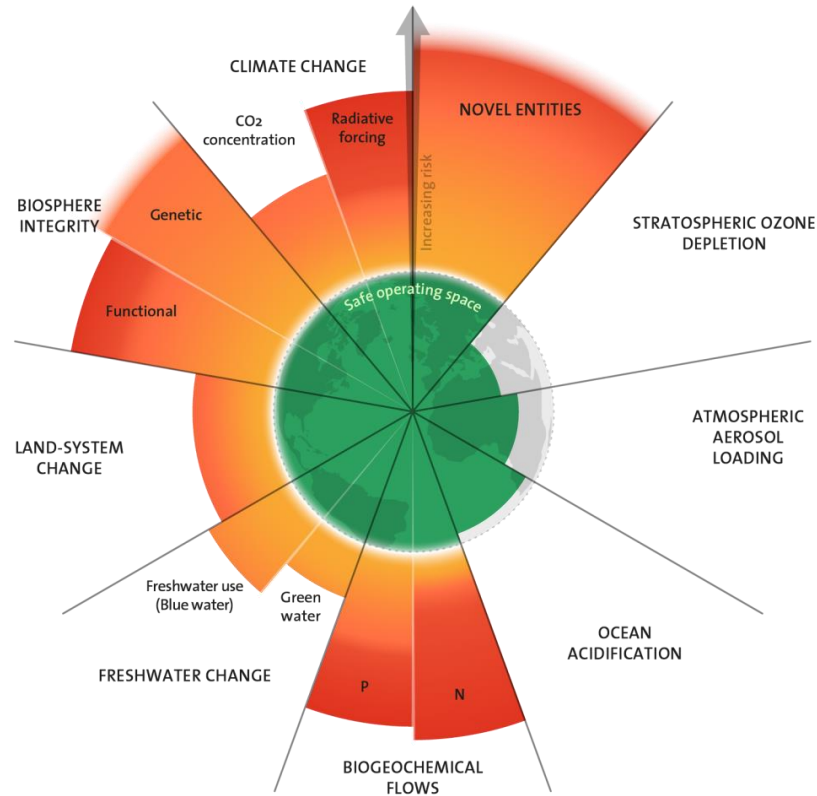 CLIMATE CHANGE
CO2
concentration
Radiative
forcing
Increasing risk
NOVEL ENTITIES
STRATOSPHERIC OZONE
DEPLETION
BIOSPHERE
INTEGRITY
Genetic
Functional
Safe operating space
ATMOSPHERIC
AEROSOL
LOADING
LAND-SYSTEM
CHANGE
Freshwater use
(Blue water)
Green
water
FRESHWATER CHANGE
P
N
OCEAN
ACIDIFICATION
BIOGEOCHEMICAL
FLOWS